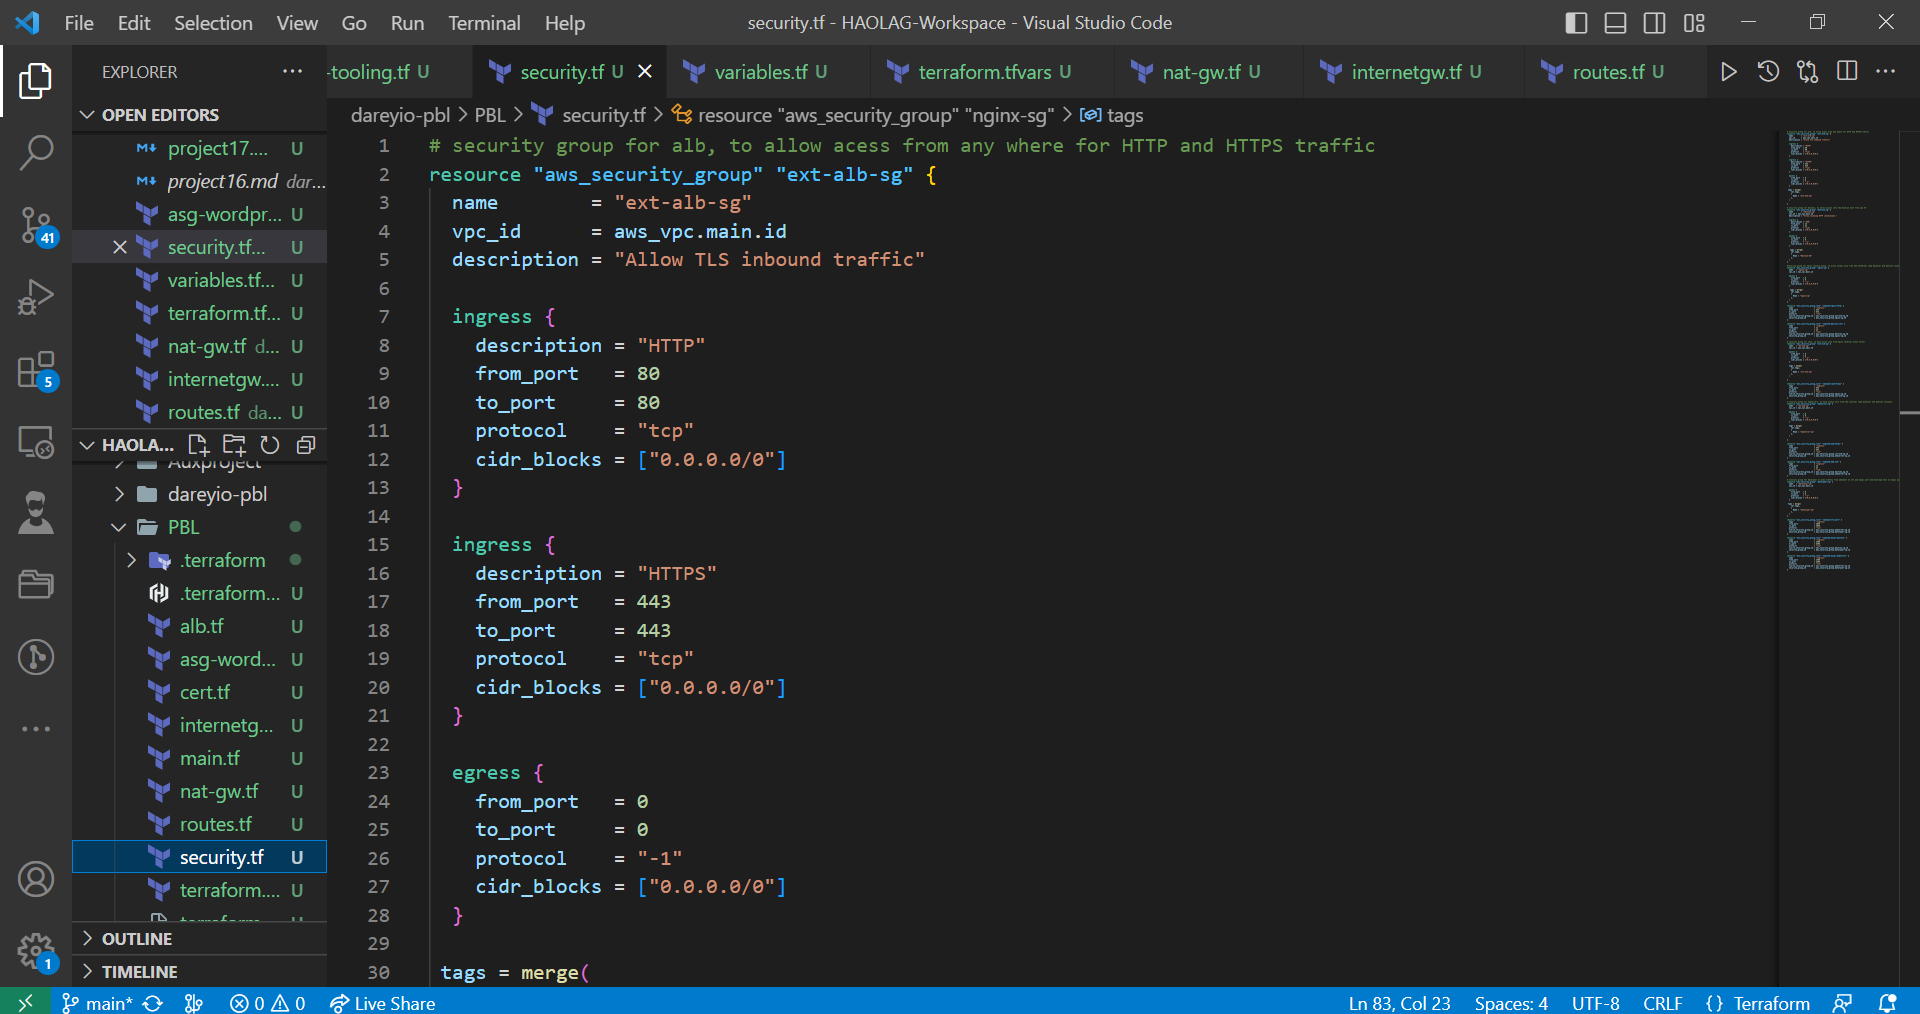 File Edit Selection View Go Run Terminal Help
security.tf - HAOLAG-Workspace - Visual Studio Code
EXPLORER
-tooling.tf U
security.tf U
variables.tf U
terraform.tfvars U
nat-gw.tf U
internetgw.tf U
routes.tf U
dareyio-pbl > PBL > security.tf > resource "aws_security_group" "nginx-sg" > tags
OPEN EDITORS
project17.... U
project16.md dar...
asg-wordpr... U
security.tf... U
variables.tf... U
terraform.tf... U
nat-gw.tf d... U
internetgw.... U
routes.tf da... U
HAOLA...
Auxproject
dareyio-pbl
PBL
.terraform
.terraform... U
alb.tf U
asg-word... U
cert.tf U
internetg... U
main.tf U
nat-gw.tf U
routes.tf U
security.tf U
terraform.... U
OUTLINE
TIMELINE
41
5
1
1 # security group for alb, to allow acess from any where for HTTP and HTTPS traffic
2 resource "aws_security_group" "ext-alb-sg" {
3 name = "ext-alb-sg"
4 vpc_id = aws_vpc.main.id
5 description = "Allow TLS inbound traffic"
6
7 ingress {
8 description = "HTTP"
9 from_port = 80
10 to_port = 80
11 protocol = "tcp"
12 cidr_blocks = ["0.0.0.0/0"]
13 }
14
15 ingress {
16 description = "HTTPS"
17 from_port = 443
18 to_port = 443
19 protocol = "tcp"
20 cidr_blocks = ["0.0.0.0/0"]
21 }
22
23 egress {
24 from_port = 0
25 to_port = 0
26 protocol = "-1"
27 cidr_blocks = ["0.0.0.0/0"]
28 }
29
30 tags = merge(
main* 0 0 Live Share
Ln 83, Col 23 Spaces: 4 UTF-8 CRLF {} Terraform